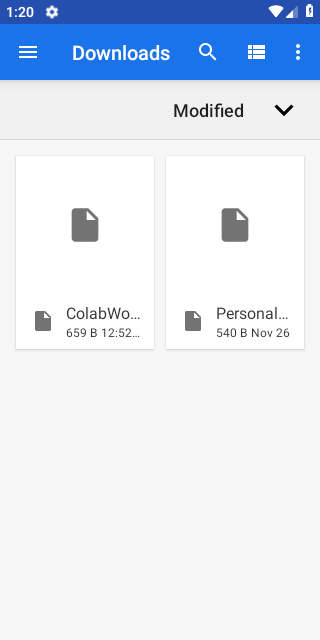 1:20
Downloads
Modified
ColabWo...
659 B 12:52...
Personal...
540 B Nov 26